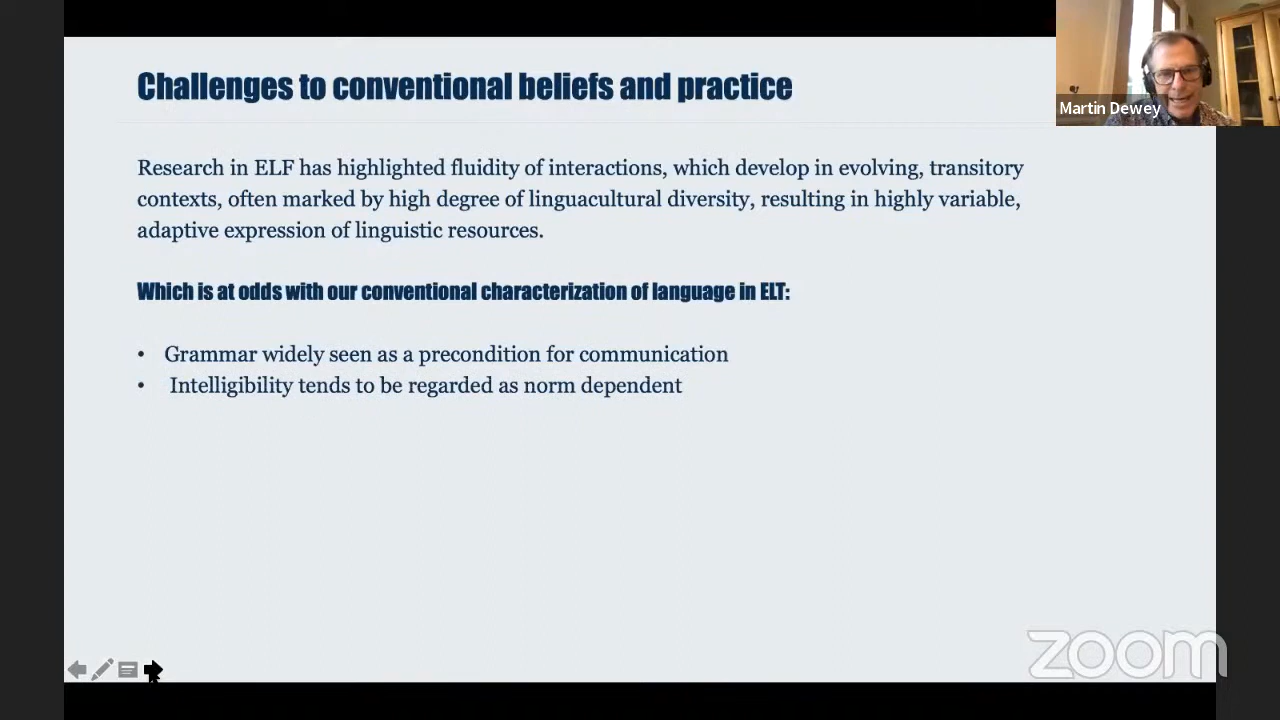 Challenges to conventional beliefs and practice
Martin Dewey
Research in ELF has highlighted fluidity of interactions, which develop in evolving, transitory
contexts, often marked by high degree of linguacultural diversity, resulting in highly variable,
adaptive expression of linguistic resources.
Which is at odds with our conventional characterization of language in ELT:
• Grammar widely seen as a precondition for communication
• Intelligibility tends to be regarded as norm dependent
zoom